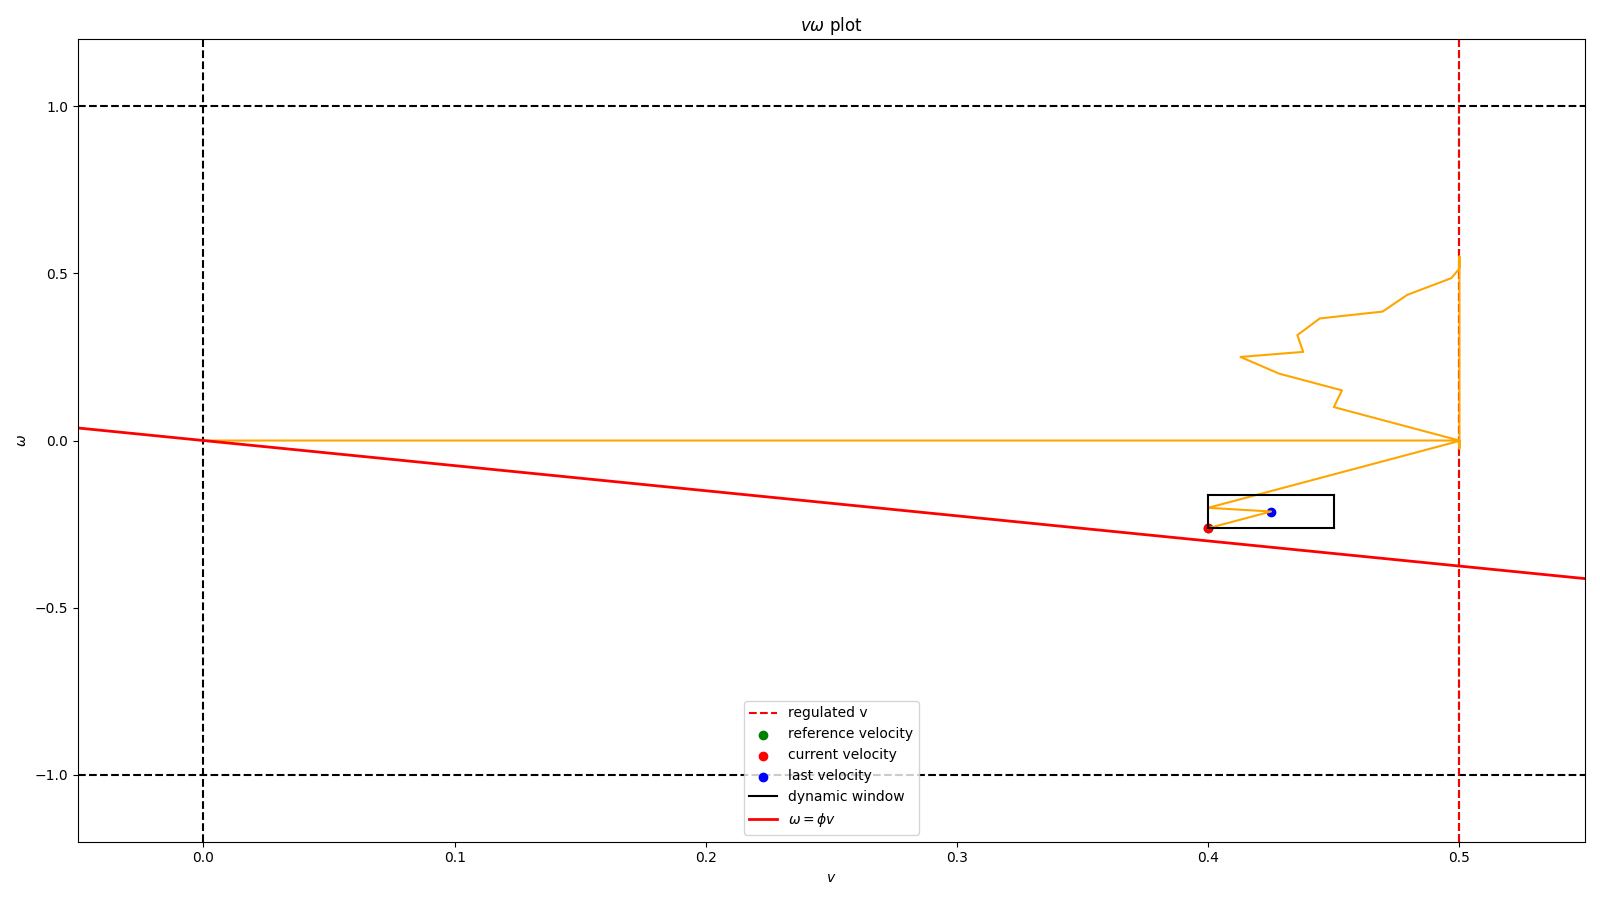 vω plot
1.0
0.5
0.0
−0.5
−1.0
ω
regulated v
reference velocity
current velocity
last velocity
dynamic window
ω = ϕv
0.0 0.1 0.2 0.3 0.4 0.5
v